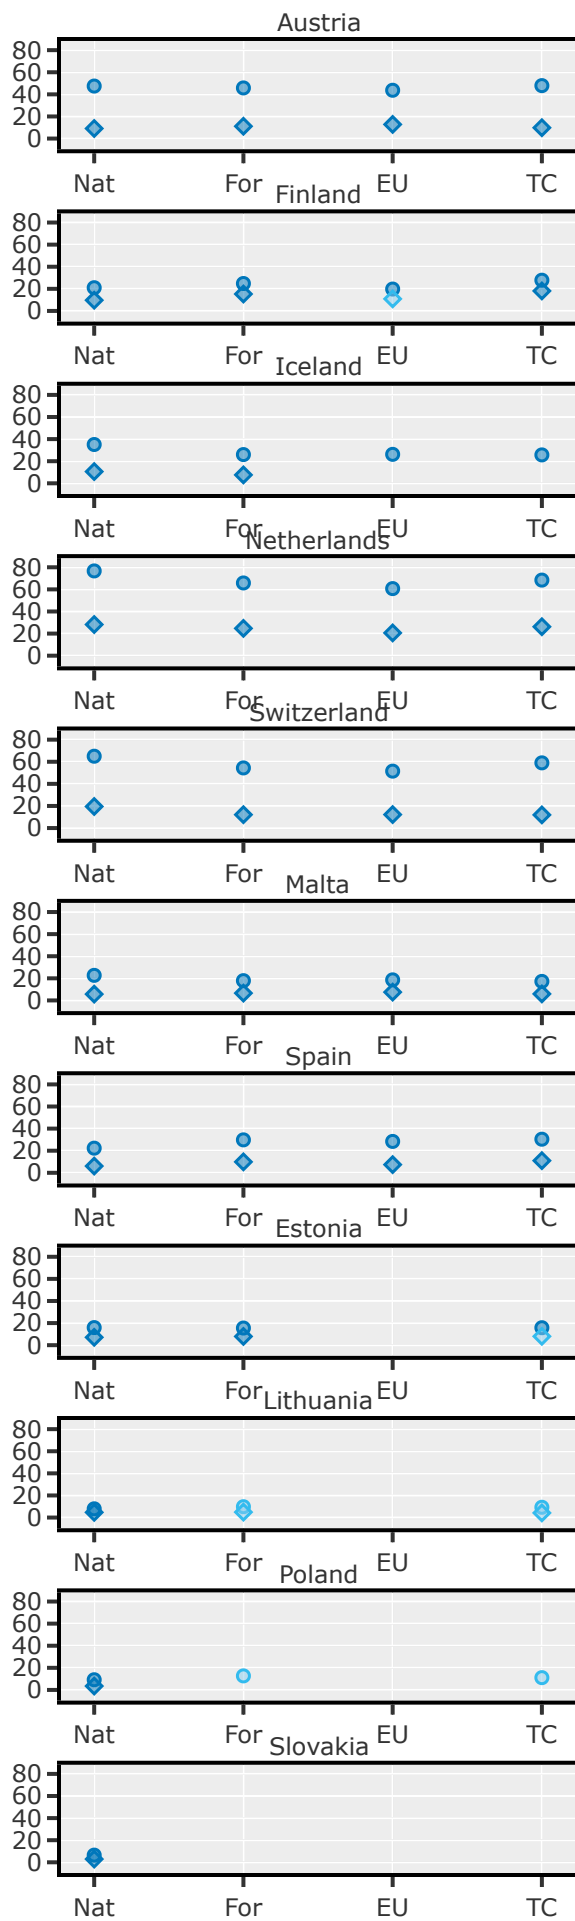 Austria
80
60
40
20
0
Nat For EU TC
Finland
80
60
40
20
0
Nat For EU TC
Iceland
80
60
40
20
0
Nat For EU TC
Netherlands
80
60
40
20
0
Nat For EU TC
Switzerland
80
60
40
20
0
Nat For EU TC
Malta
80
60
40
20
0
Nat For EU TC
Spain
80
60
40
20
0
Nat For EU TC
Estonia
80
60
40
20
0
Nat For EU TC
Lithuania
80
60
40
20
0
Nat For EU TC
Poland
80
60
40
20
0
Nat For EU TC
Slovakia
80
60
40
20
0
Nat For EU TC